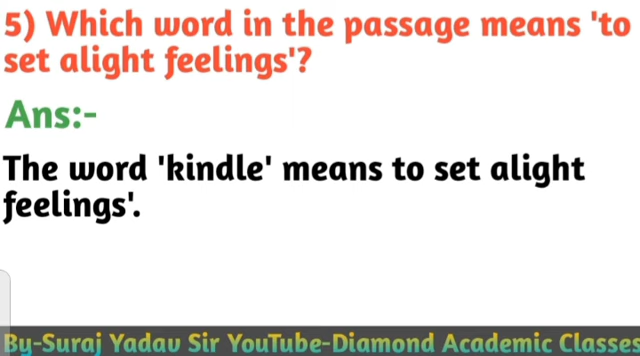 5) Which word in the passage means 'to
set alight feelings'?
Ans:-
The word 'kindle' means to set alight
feelings'.
By-Suraj Yadav Sir YouTube-Diamond Academic Classes